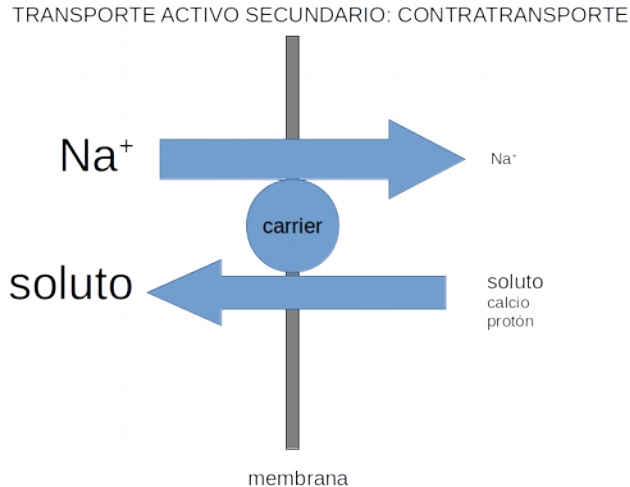 TRANSPORTE ACTIVO SECUNDARIO: CONTRATRANSPORTE
Na⁺
Na⁺
carrier
soluto
soluto
calcio
protón
membrana